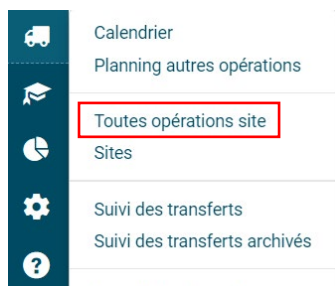 Calendrier
Planning autres opérations
Toutes opérations site
Sites
Suivi des transferts
Suivi des transferts archivés
?